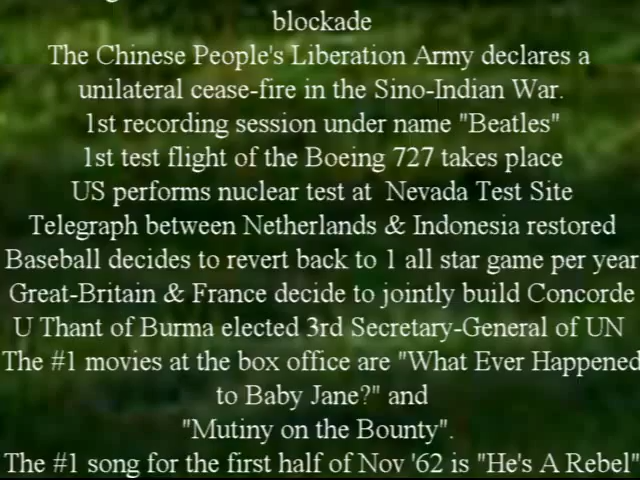 blockade
The Chinese People's Liberation Army declares a
unilateral cease-fire in the Sino-Indian War.
1st recording session under name "Beatles"
1st test flight of the Boeing 727 takes place
US performs nuclear test at  Nevada Test Site
Telegraph between Netherlands & Indonesia restored
Baseball decides to revert back to 1 all star game per year
Great-Britain & France decide to jointly build Concorde
U Thant of Burma elected 3rd Secretary-General of UN
The #1 movies at the box office are "What Ever Happened
to Baby Jane?" and
"Mutiny on the Bounty".
The #1 song for the first half of Nov '62 is "He's A Rebel"